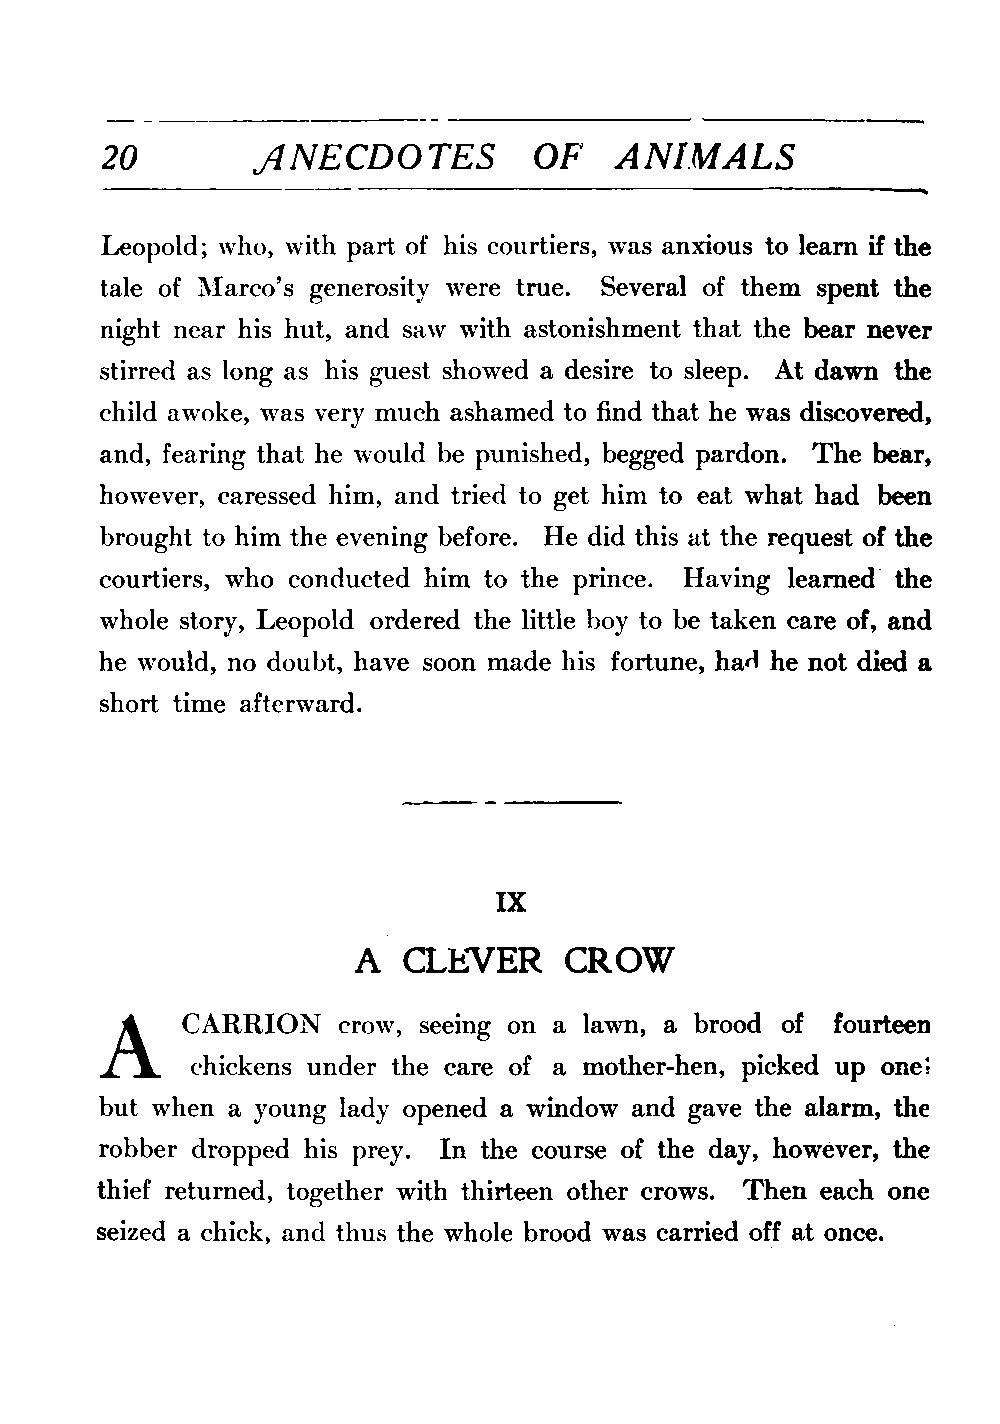 20 ANECDOTES OF ANIMALS
Leopold; who, with part of his courtiers, was anxious to learn if the
tale of Marco's generosity were true. Several of them spent the
night near his hut, and saw with astonishment that the bear never
stirred as long as his guest showed a desire to sleep. At dawn the
child awoke, was very much ashamed to find that he was discovered,
and, fearing that he would be punished, begged pardon. The bear,
however, caressed him, and tried to get him to eat what had been
brought to him the evening before. He did this at the request of the
courtiers, who conducted him to the prince. Having learned the
whole story, Leopold ordered the little boy to be taken care of, and
he would, no doubt, have soon made his fortune, had he not died a
short time afterward.
IX
A CLEVER CROW
A CARRION crow, seeing on a lawn, a brood of fourteen
chickens under the care of a mother-hen, picked up one;
but when a young lady opened a window and gave the alarm, the
robber dropped his prey. In the course of the day, however, the
thief returned, together with thirteen other crows. Then each one
seized a chick, and thus the whole brood was carried off at once.